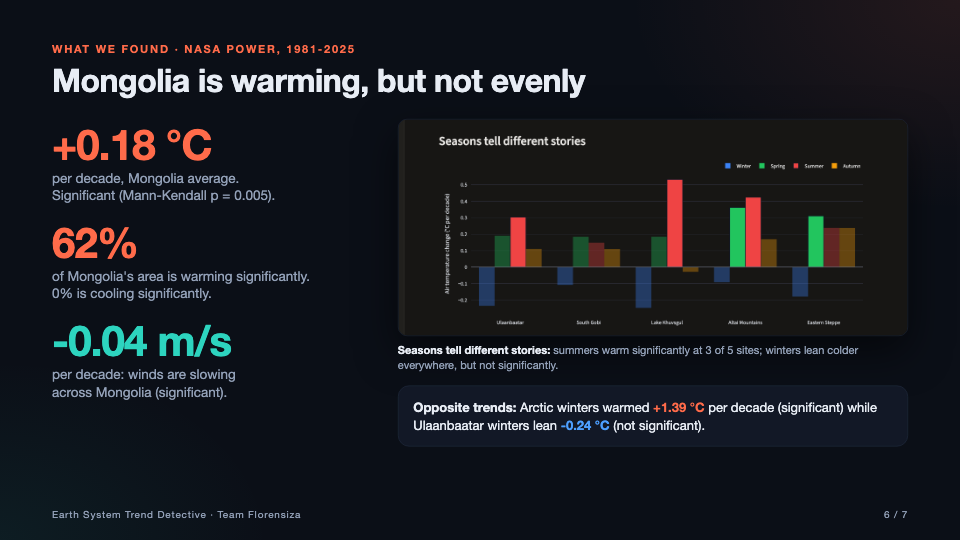 WHAT WE FOUND · NASA POWER, 1981-2025
Mongolia is warming, but not evenly
+0.18 °C
per decade, Mongolia average.
Significant (Mann-Kendall p = 0.005).
62%
of Mongolia's area is warming significantly.
0% is cooling significantly.
-0.04 m/s
per decade: winds are slowing
across Mongolia (significant).
Seasons tell different stories
Winter Spring Summer Autumn
Air temperature change (°C per decade)
0.5
0.4
0.3
0.2
0.1
0
−0.1
−0.2
Ulaanbaatar South Gobi Lake Khuvsgul Altai Mountains Eastern Steppe
Seasons tell different stories: summers warm significantly at 3 of 5 sites; winters lean colder
everywhere, but not significantly.
Opposite trends: Arctic winters warmed +1.39 °C per decade (significant) while
Ulaanbaatar winters lean -0.24 °C (not significant).
Earth System Trend Detective · Team Florensiza
6 / 7